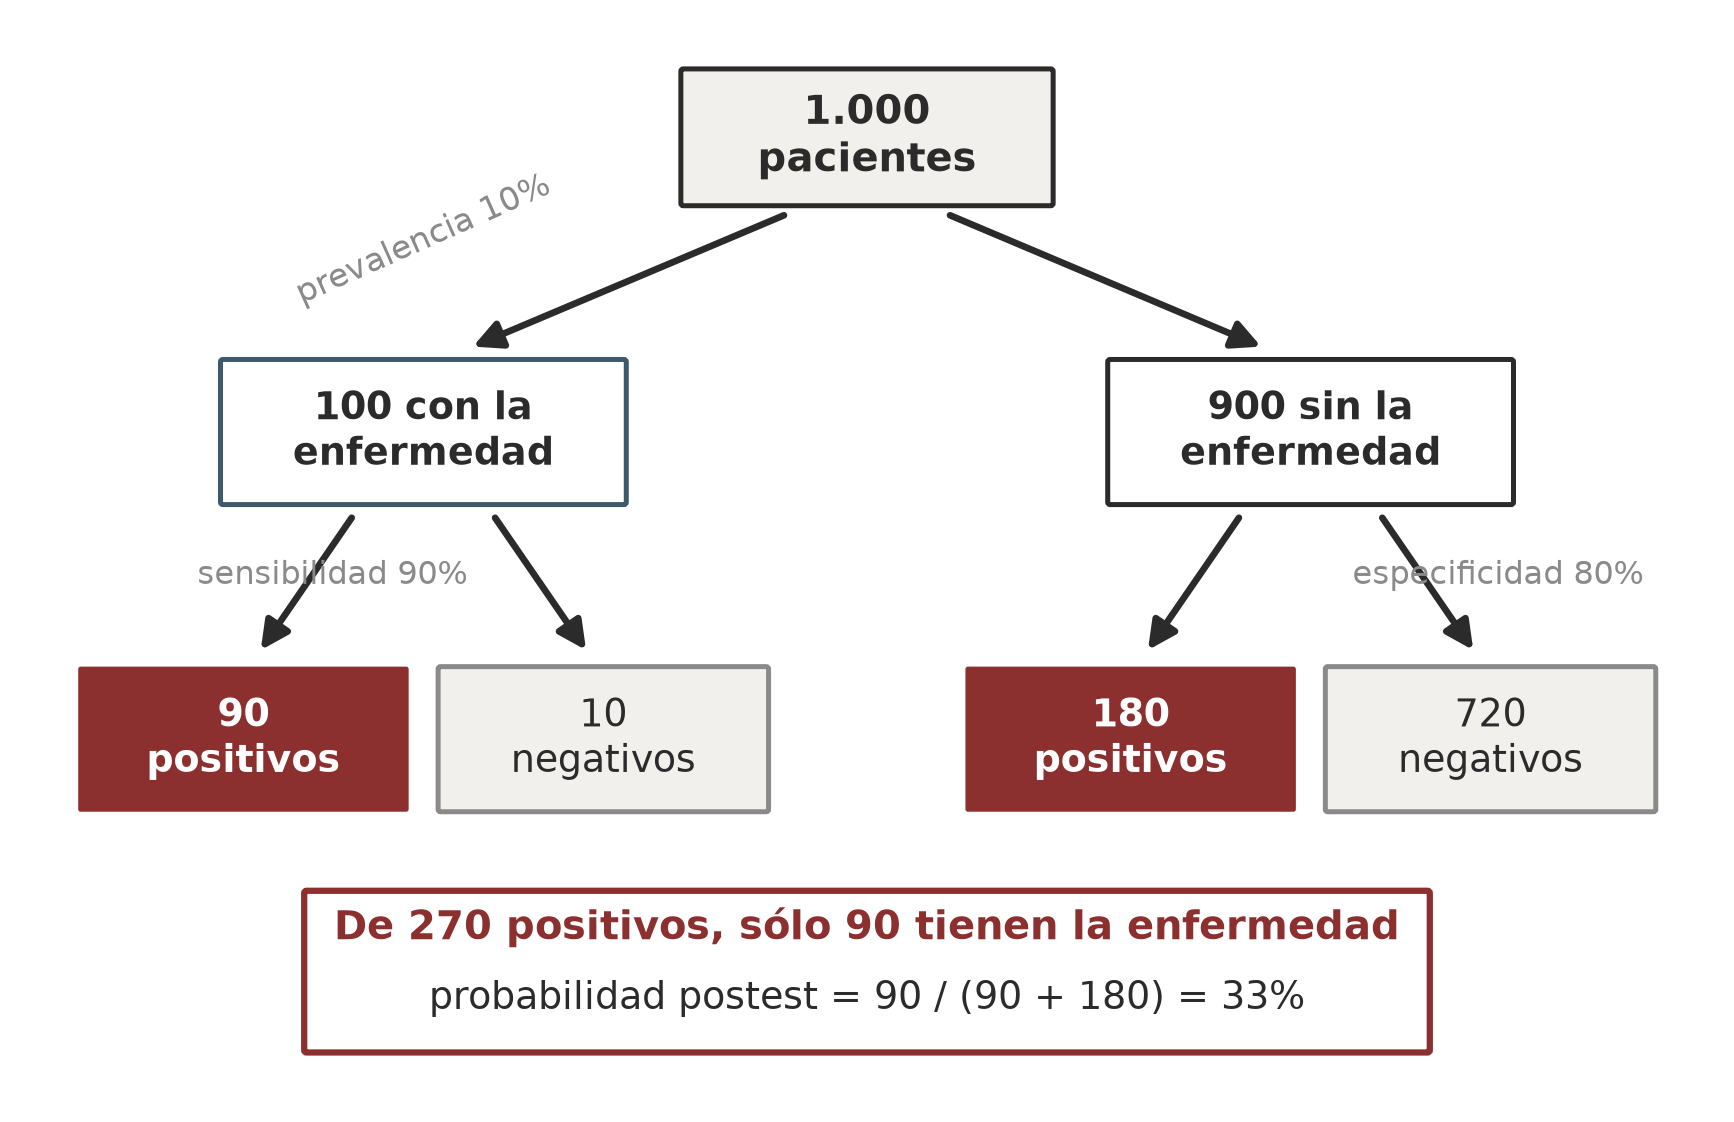 1.000
pacientes
prevalencia 10%
100 con la
enfermedad
900 sin la
enfermedad
sensibilidad 90%
especificidad 80%
90
positivos
10
negativos
180
positivos
720
negativos
De 270 positivos, sólo 90 tienen la enfermedad
probabilidad postest = 90 / (90 + 180) = 33%